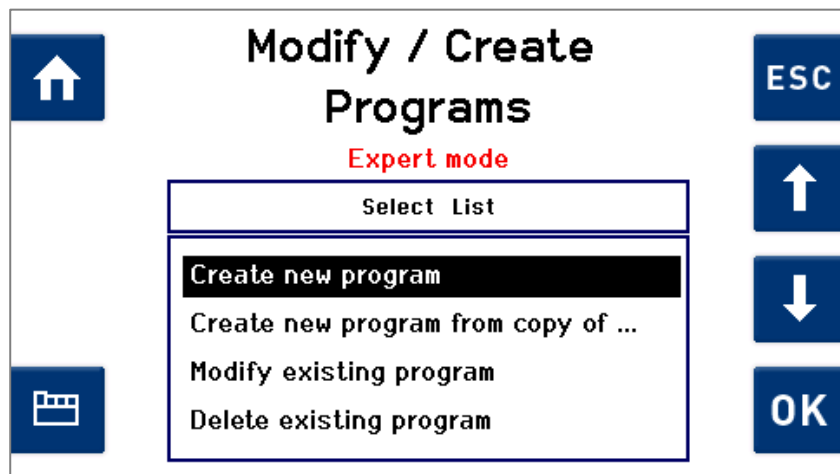 Modify / Create
Programs
Expert mode
Select List
Create new program
Create new program from copy of ...
Modify existing program
Delete existing program
ESC
OK